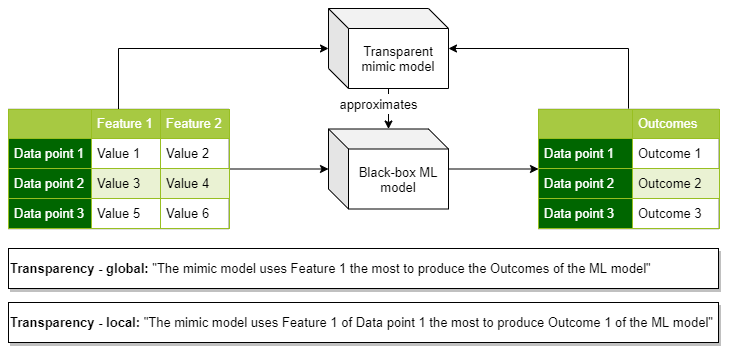 Transparent
mimic model
approximates
Feature 1 Feature 2
Data point 1 Value 1 Value 2
Data point 2 Value 3 Value 4
Data point 3 Value 5 Value 6
Black-box ML
model
Outcomes
Data point 1 Outcome 1
Data point 2 Outcome 2
Data point 3 Outcome 3
Transparency - global: "The mimic model uses Feature 1 the most to produce the Outcomes of the ML model"
Transparency - local: "The mimic model uses Feature 1 of Data point 1 the most to produce Outcome 1 of the ML model"